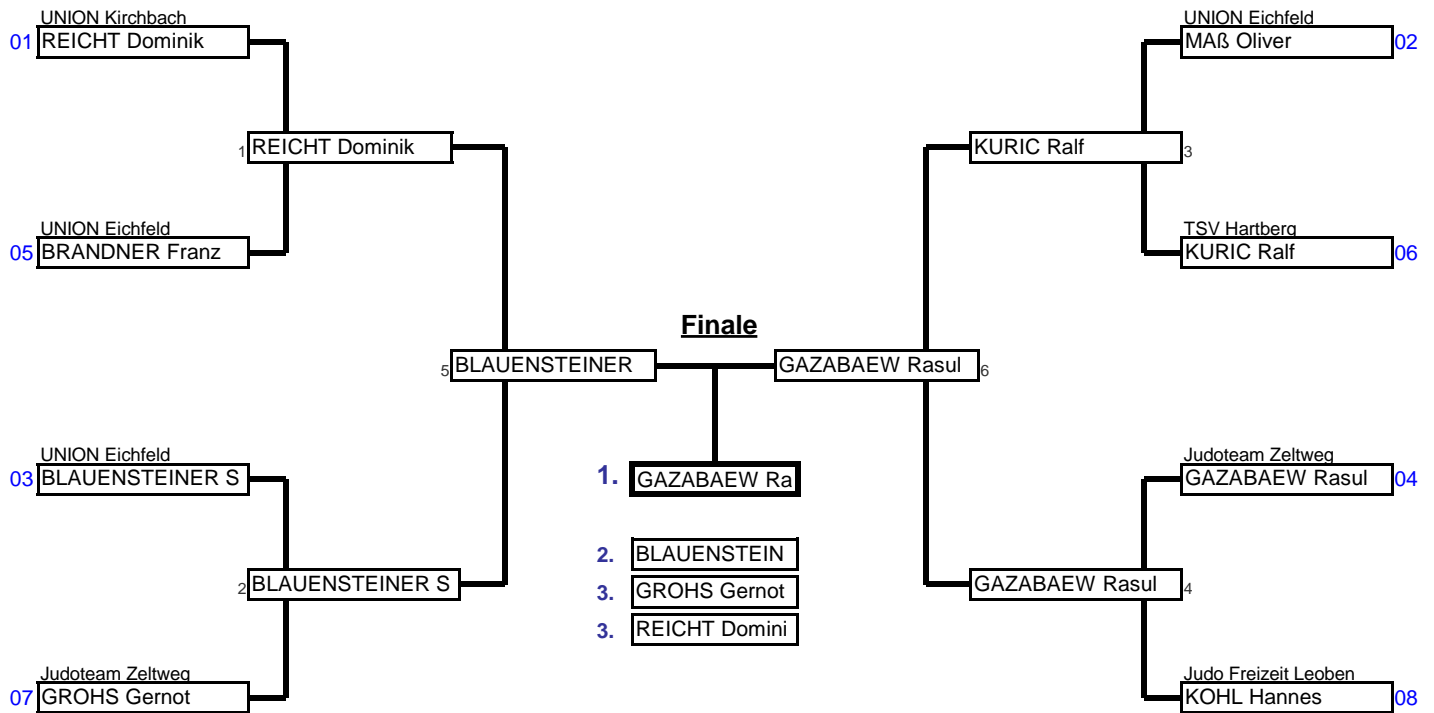 UNION Kirchbach
01 REICHT Dominik
UNION Eichfeld
MAß Oliver 02
1 REICHT Dominik
KURIC Ralf 3
UNION Eichfeld
05 BRANDNER Franz
TSV Hartberg
KURIC Ralf 06
Finale
5 BLAUENSTEINER
GAZABAEW Rasul 6
UNION Eichfeld
03 BLAUENSTEINER S
1. GAZABAEW Ra
Judoteam Zeltweg
GAZABAEW Rasul 04
2. BLAUENSTEIN
3. GROHS Gernot
3. REICHT Domini
2 BLAUENSTEINER S
GAZABAEW Rasul 4
Judoteam Zeltweg
07 GROHS Gernot
Judo Freizeit Leoben
KOHL Hannes 08